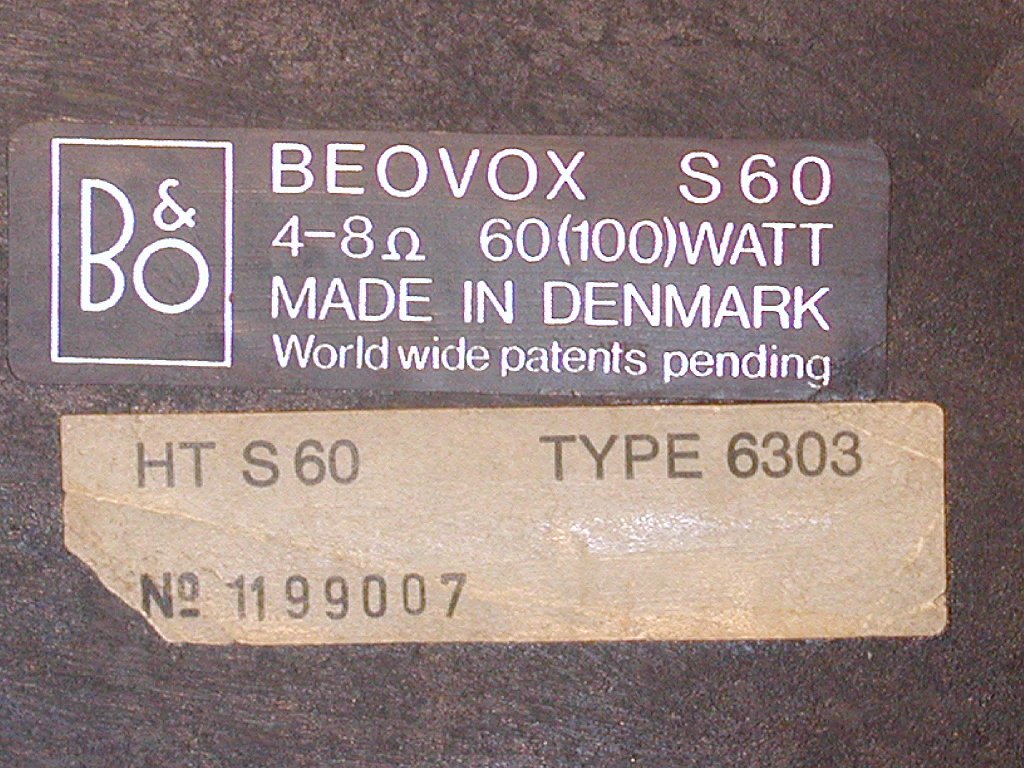 B&O
BEOVOX S60
4-8Ω 60(100)WATT
MADE IN DENMARK
World wide patents pending
HT S60 TYPE 6303
Nº 1199007